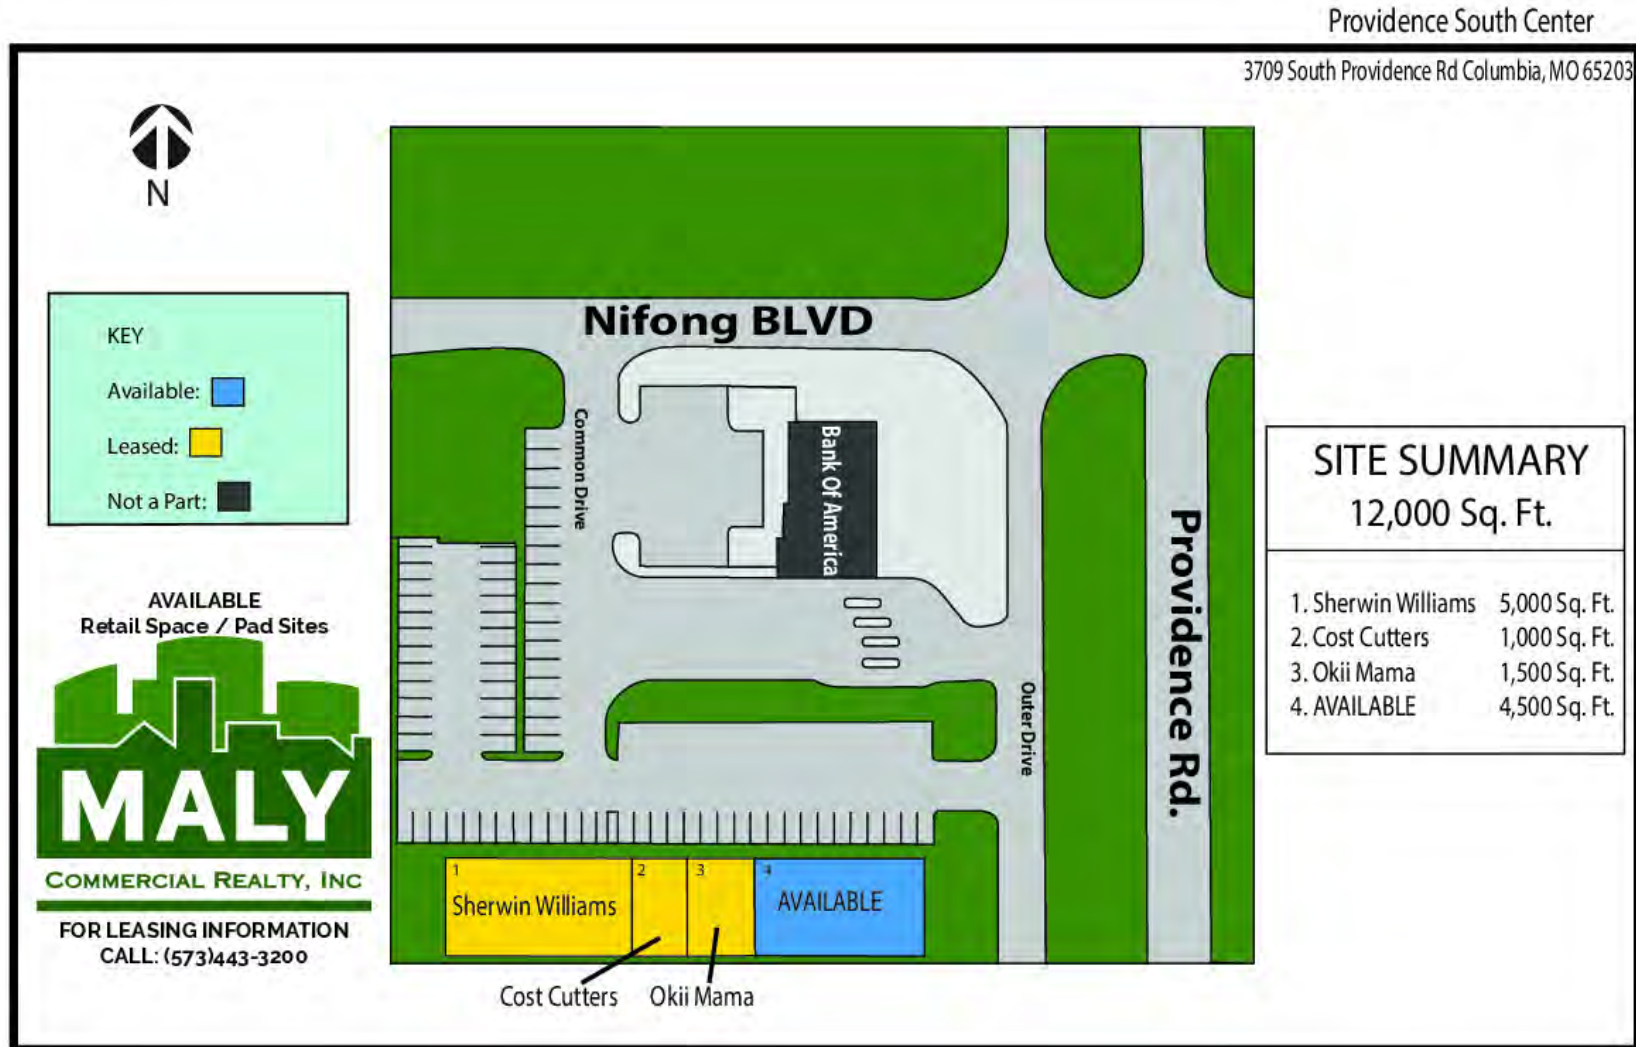 Providence South Center
3709 South Providence Rd Columbia, MO 65203
N
KEY
Available:
Leased:
Not a Part:
AVAILABLE
Retail Space / Pad Sites
MALY
COMMERCIAL REALTY, INC
FOR LEASING INFORMATION
CALL: (573)443-3200
Nifong BLVD
Common Drive
Bank Of America
Outer Drive
Providence Rd.
1
Sherwin Williams
2
3
4
AVAILABLE
Cost Cutters
Okii Mama
SITE SUMMARY
12,000 Sq. Ft.
1. Sherwin Williams 5,000 Sq. Ft.
2. Cost Cutters 1,000 Sq. Ft.
3. Okii Mama 1,500 Sq. Ft.
4. AVAILABLE 4,500 Sq. Ft.